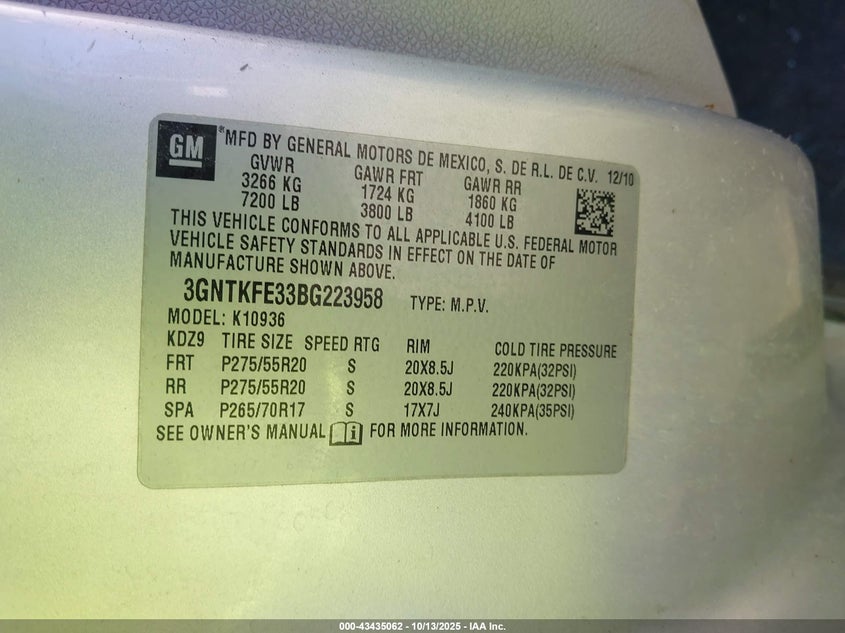 GM
®MFD BY GENERAL MOTORS DE MEXICO, S. DE R.L. DE C.V. 12/10
GVWR GAWR FRT GAWR RR
3266 KG 1724 KG 1860 KG
7200 LB 3800 LB 4100 LB
THIS VEHICLE CONFORMS TO ALL APPLICABLE U.S. FEDERAL MOTOR
VEHICLE SAFETY STANDARDS IN EFFECT ON THE DATE OF
MANUFACTURE SHOWN ABOVE.
3GNTKFE33BG223958 TYPE: M.P.V.
MODEL: K10936
KDZ9 TIRE SIZE SPEED RTG RIM COLD TIRE PRESSURE
FRT P275/55R20 S 20X8.5J 220KPA(32PSI)
RR P275/55R20 S 20X8.5J 220KPA(32PSI)
SPA P265/70R17 S 17X7J 240KPA(35PSI)
SEE OWNER'S MANUAL i FOR MORE INFORMATION.
000-43435062 - 10/13/2025 - IAA Inc.